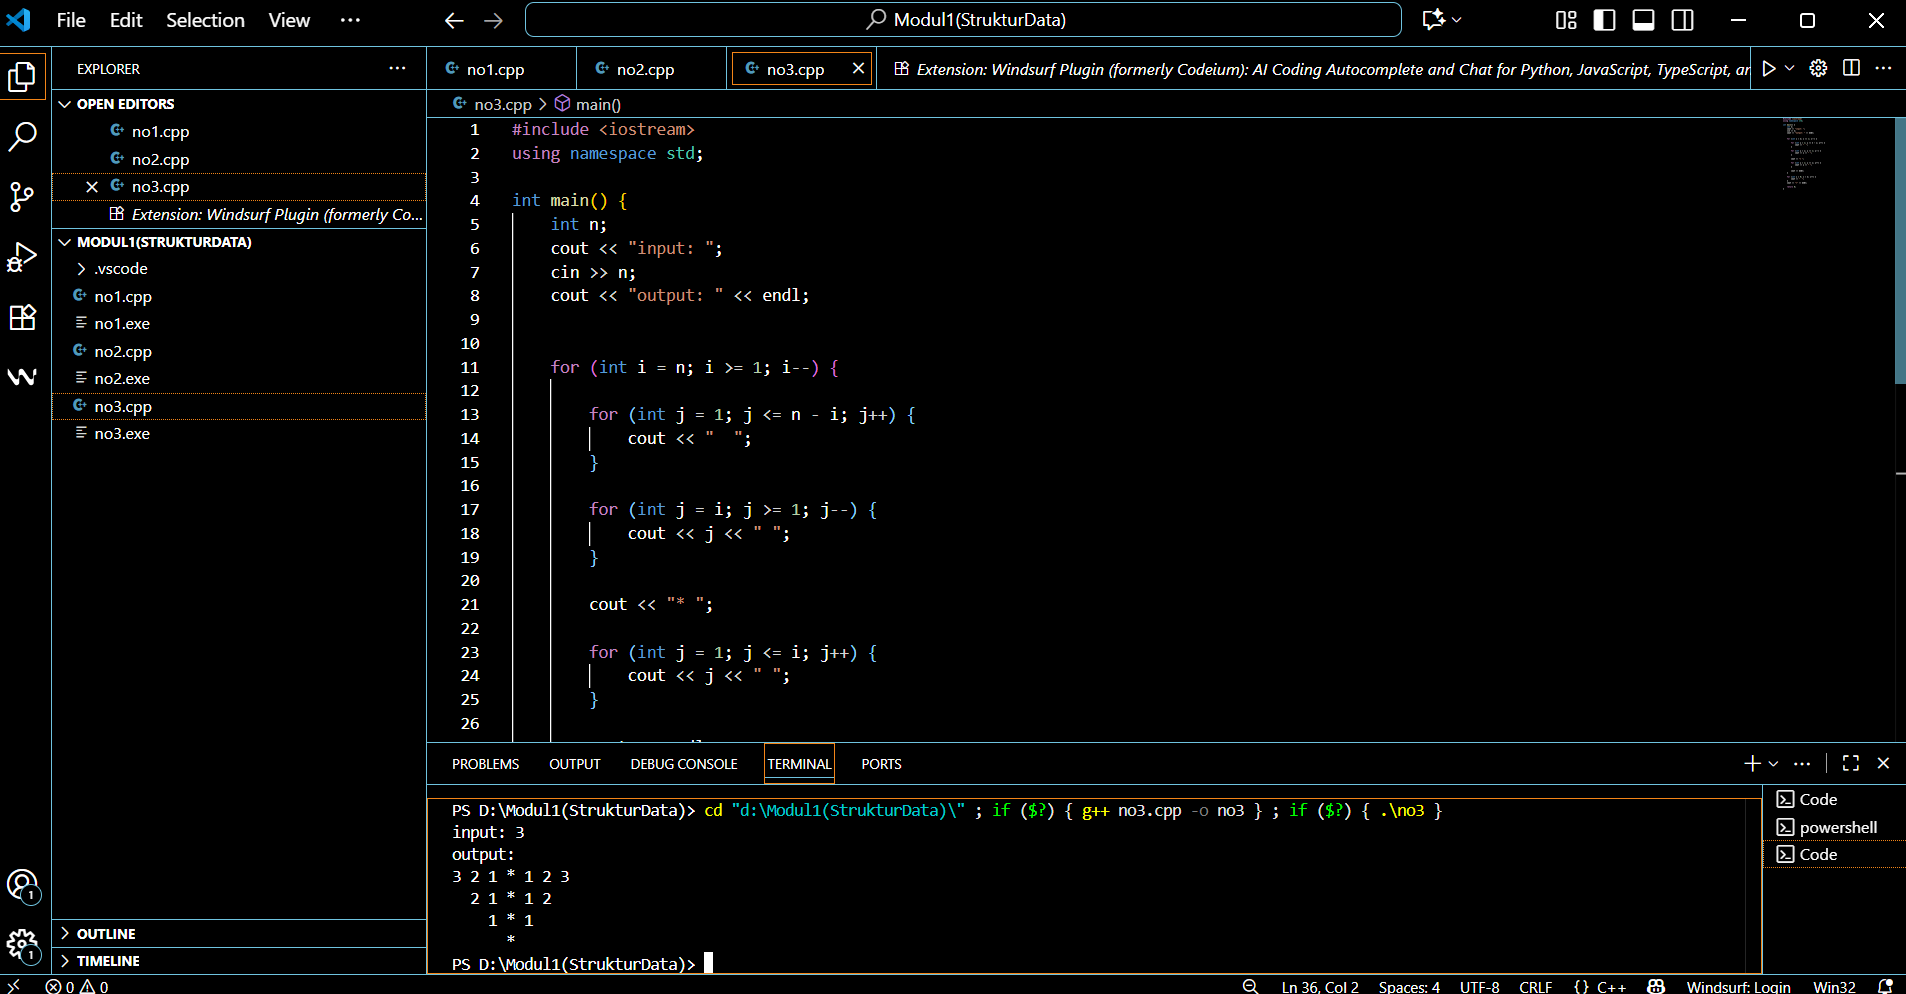 File Edit Selection View ··· Modul1(StrukturData)
EXPLORER ···
OPEN EDITORS
no1.cpp
no2.cpp
no3.cpp
Extension: Windsurf Plugin (formerly Co...
MODUL1(STRUKTURDATA)
.vscode
no1.cpp
no1.exe
no2.cpp
no2.exe
no3.cpp
no3.exe
OUTLINE
TIMELINE
no1.cpp no2.cpp no3.cpp Extension: Windsurf Plugin (formerly Codeium): AI Coding Autocomplete and Chat for Python, JavaScript, TypeScript, ar
no3.cpp > main()
1 #include <iostream>
2 using namespace std;
3
4 int main() {
5 int n;
6 cout << "input: ";
7 cin >> n;
8 cout << "output: " << endl;
9
10
11 for (int i = n; i >= 1; i--) {
12
13 for (int j = 1; j <= n - i; j++) {
14 cout << "  ";
15 }
16
17 for (int j = i; j >= 1; j--) {
18 cout << j << " ";
19 }
20
21 cout << "* ";
22
23 for (int j = 1; j <= i; j++) {
24 cout << j << " ";
25 }
26
PROBLEMS OUTPUT DEBUG CONSOLE TERMINAL PORTS
PS D:\Modul1(StrukturData)> cd "d:\Modul1(StrukturData)\" ; if ($?) { g++ no3.cpp -o no3 } ; if ($?) { .\no3 }
input: 3
output:
3 2 1 * 1 2 3
2 1 * 1 2
1 * 1
*
PS D:\Modul1(StrukturData)>
Code
powershell
Code
1
1
0 0 Ln 36, Col 2 Spaces: 4 UTF-8 CRLF {} C++ Windsurf: Login Win32